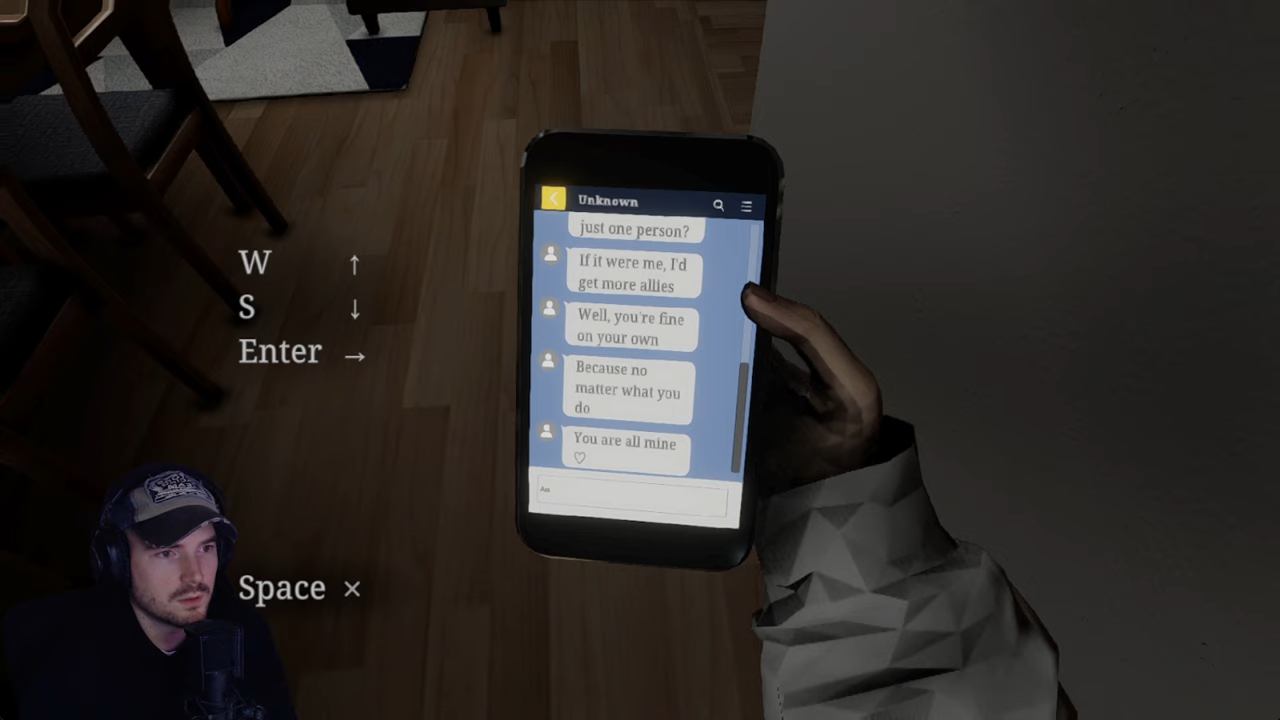 Unknown
just one person?
If it were me, I'd
get more allies
Well, you're fine
on your own
Because no
matter what you
do
You are all mine
♡
W ↑
S ↓
Enter →
Space ×